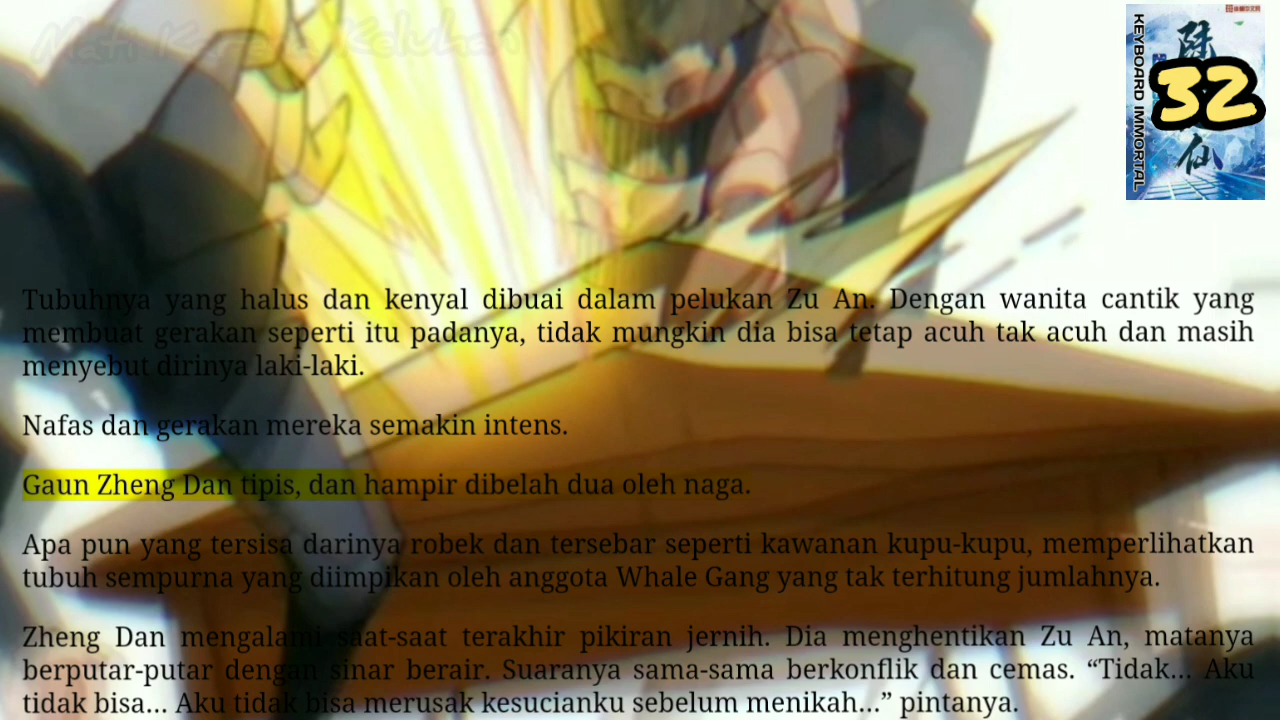 Mati Karena Keluhan
陆
仙
KEYBOARD IMMORTAL
32
Tubuhnya yang halus dan kenyal dibuai dalam pelukan Zu An. Dengan wanita cantik yang
membuat gerakan seperti itu padanya, tidak mungkin dia bisa tetap acuh tak acuh dan masih
menyebut dirinya laki-laki.
Nafas dan gerakan mereka semakin intens.
Gaun Zheng Dan tipis, dan hampir dibelah dua oleh naga.
Apa pun yang tersisa darinya robek dan tersebar seperti kawanan kupu-kupu, memperlihatkan
tubuh sempurna yang diimpikan oleh anggota Whale Gang yang tak terhitung jumlahnya.
Zheng Dan mengalami saat-saat terakhir pikiran jernih. Dia menghentikan Zu An, matanya
berputar-putar dengan sinar berair. Suaranya sama-sama berkonflik dan cemas. “Tidak... Aku
tidak bisa... Aku tidak bisa merusak kesucianku sebelum menikah...” pintanya.